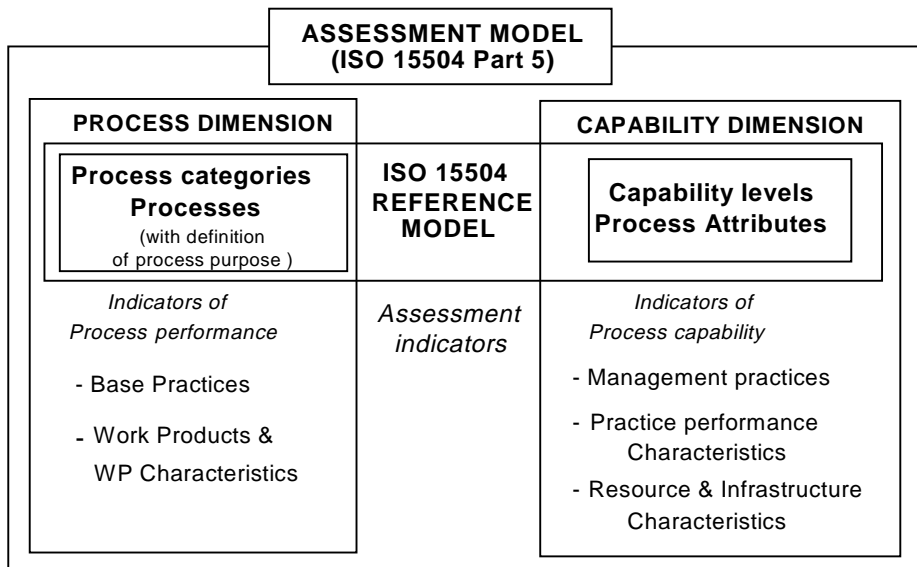 ASSESSMENT MODEL
(ISO 15504 Part 5)
PROCESS DIMENSION
Process categories
Processes
(with definition
of process purpose )
Indicators of
Process performance
- Base Practices
- Work Products &
WP Characteristics
ISO 15504
REFERENCE
MODEL
Assessment
indicators
CAPABILITY DIMENSION
Capability levels
Process Attributes
Indicators of
Process capability
- Management practices
- Practice performance
Characteristics
- Resource & Infrastructure
Characteristics